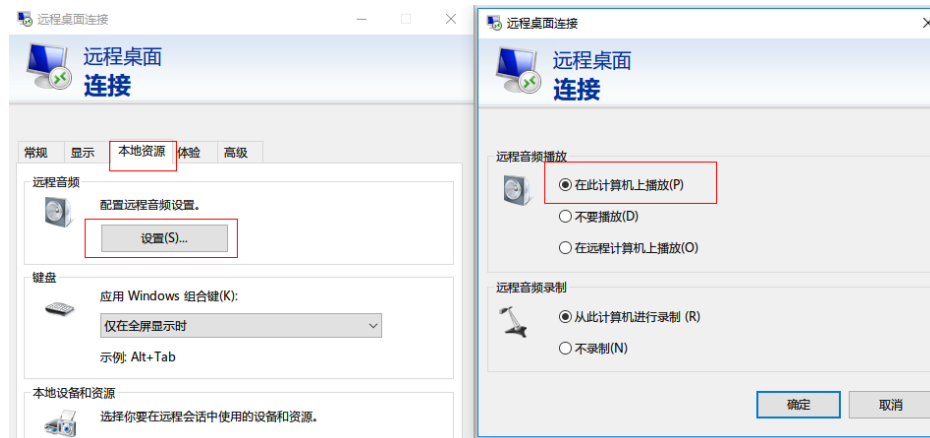 远程桌面连接
远程桌面
连接
常规 显示 本地资源 体验 高级
远程音频
配置远程音频设置。
设置(S)...
键盘
应用 Windows 组合键(K):
仅在全屏显示时
示例: Alt+Tab
本地设备和资源
选择你要在远程会话中使用的设备和资源。
远程桌面连接
远程桌面
连接
远程音频播放
在此计算机上播放(P)
不要播放(D)
在远程计算机上播放(O)
远程音频录制
从此计算机进行录制 (R)
不录制(N)
确定 取消